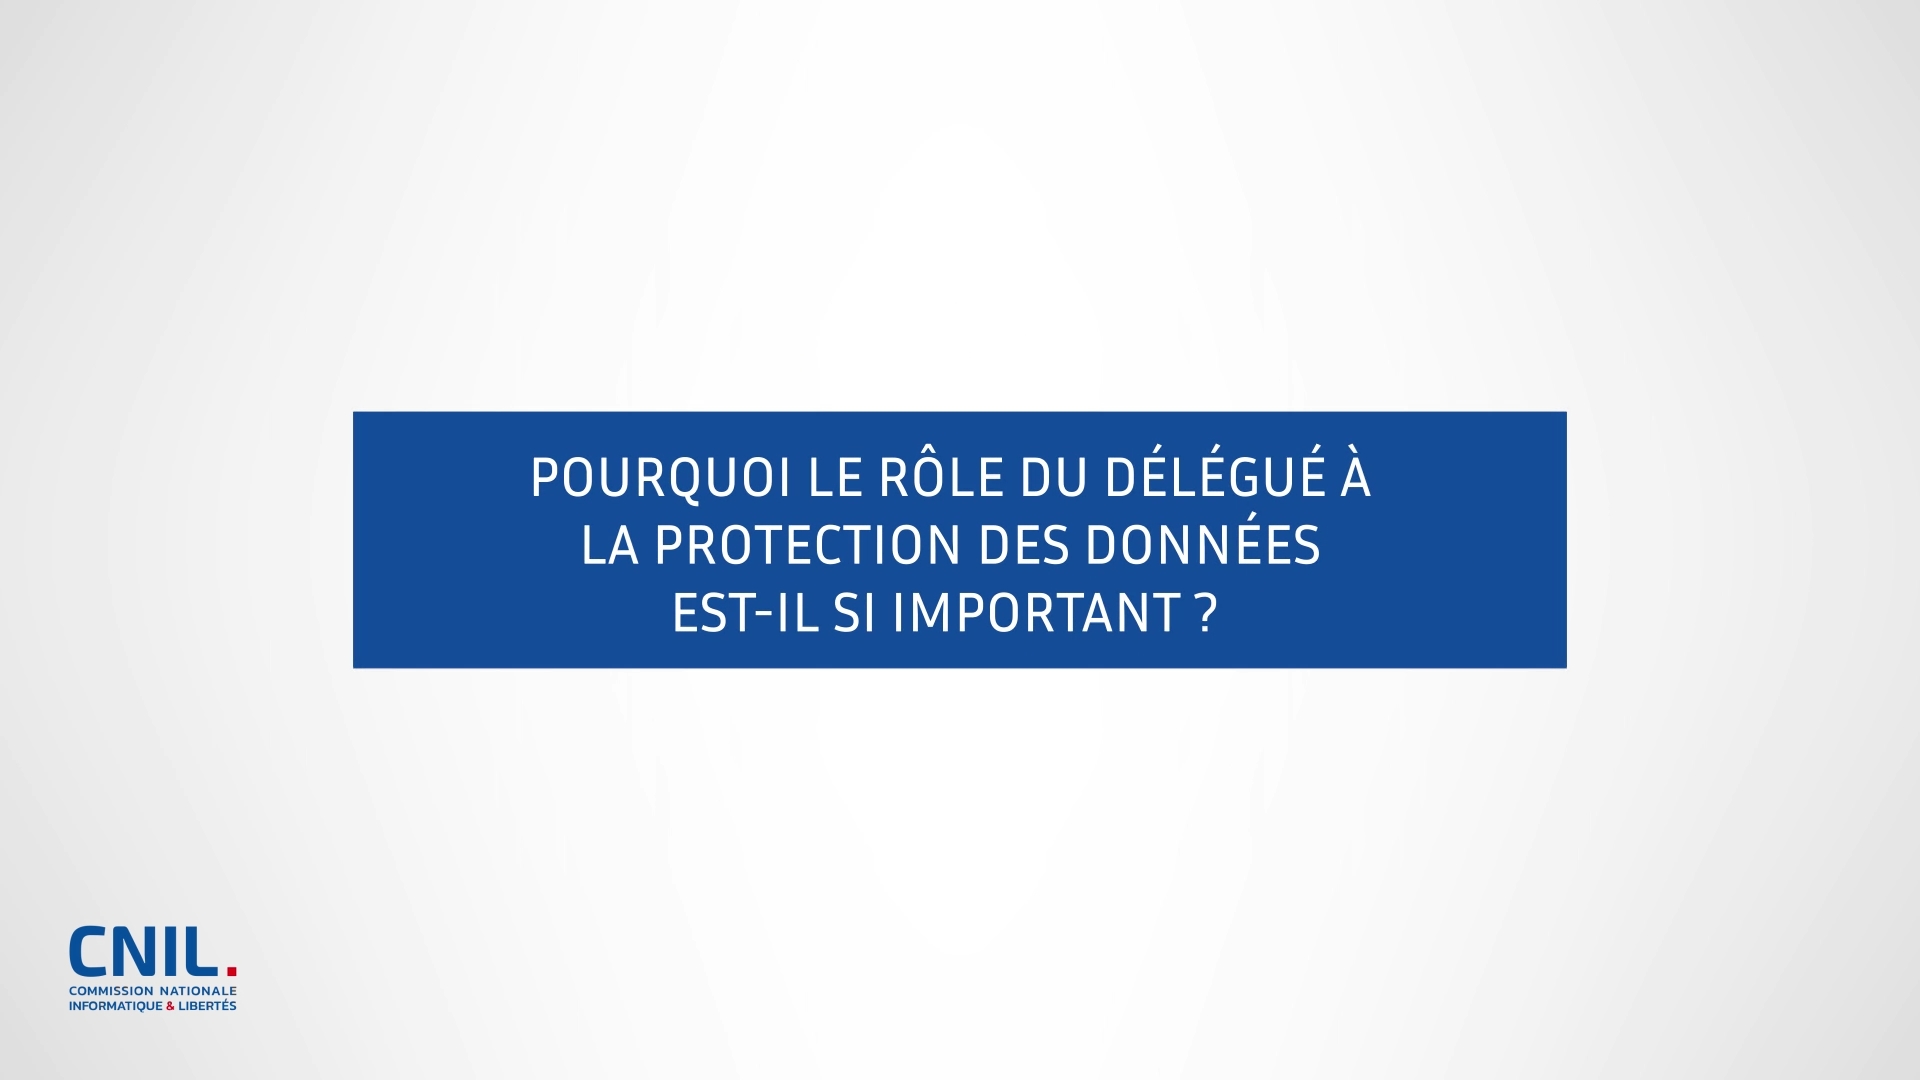 POURQUOI LE RÔLE DU DÉLÉGUÉ À
LA PROTECTION DES DONNÉES
EST-IL SI IMPORTANT ?
CNIL.
COMMISSION NATIONALE
INFORMATIQUE & LIBERTÉS